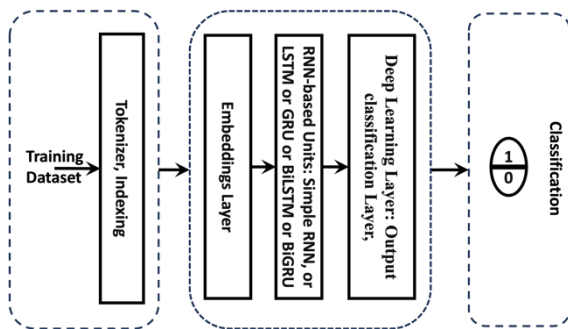 Training
Dataset
Tokenizer, Indexing
Embeddings Layer
RNN-based Units: Simple RNN, or
LSTM or GRU or BiLSTM or BiGRU
Deep Learning Layer: Output
classification Layer,
1
0
Classification